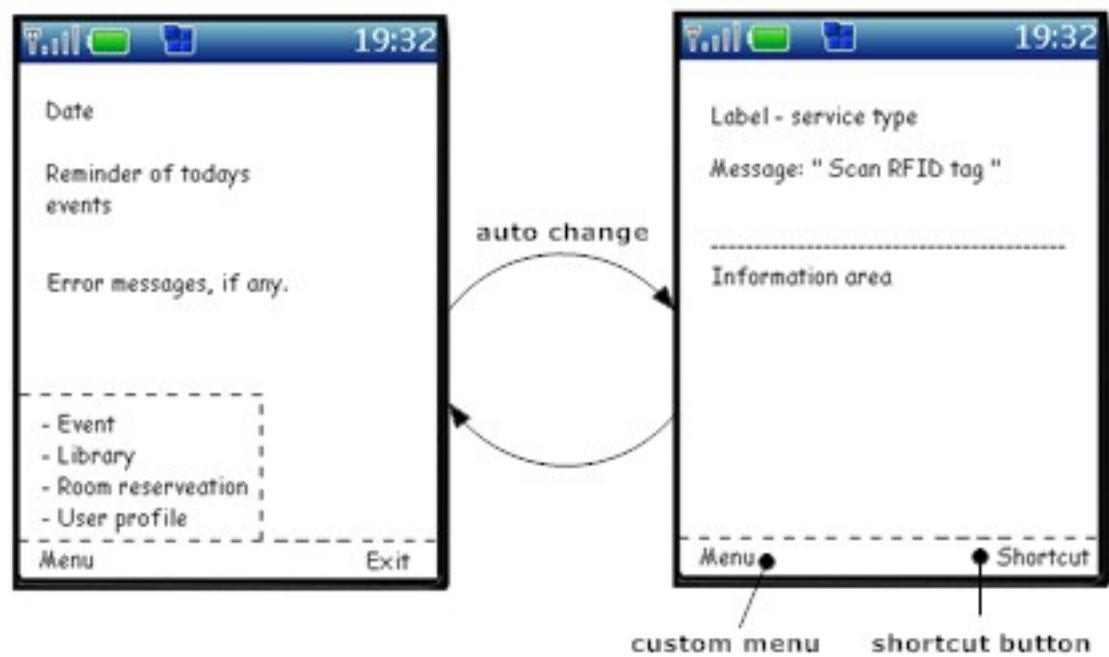 19:32
Date
Reminder of todays
events
Error messages, if any.
- Event
- Library
- Room reserveation
- User profile
Menu Exit
auto change
19:32
Label - service type
Message: " Scan RFID tag "
Information area
Menu Shortcut
custom menu shortcut button